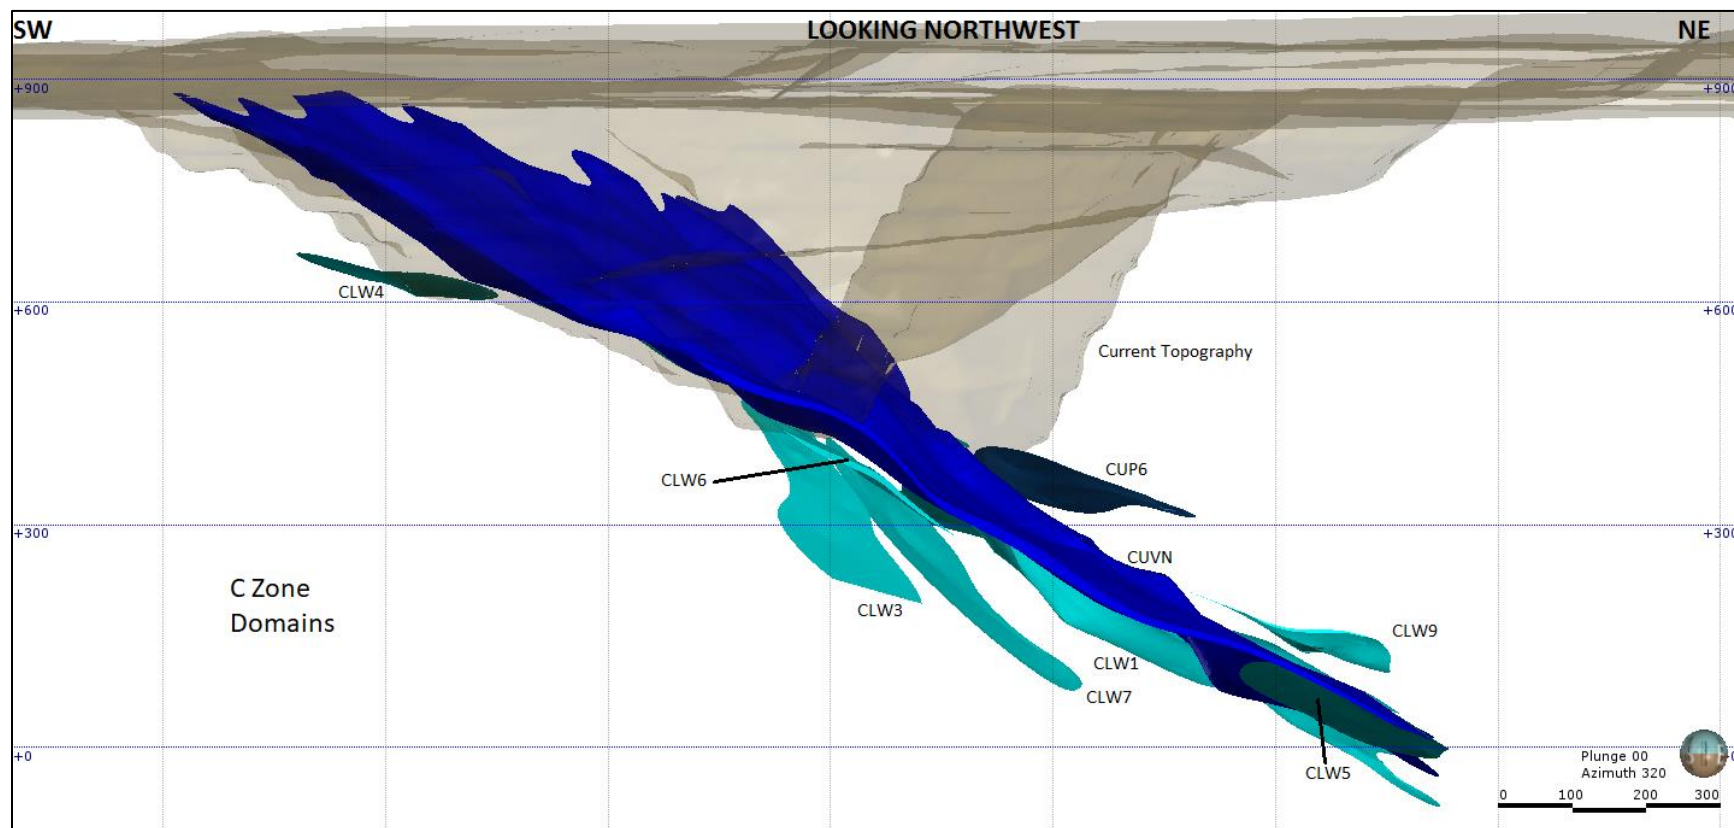 SW
LOOKING NORTHWEST
NE
+900
+900
CLW4
+600
+600
Current Topography
CUP6
CLW6
+300
+300
CUVN
C Zone
Domains
CLW3
CLW9
CLW1
CLW7
+0
+0
Plunge 00
Azimuth 320
CLW5
0 100 200 300